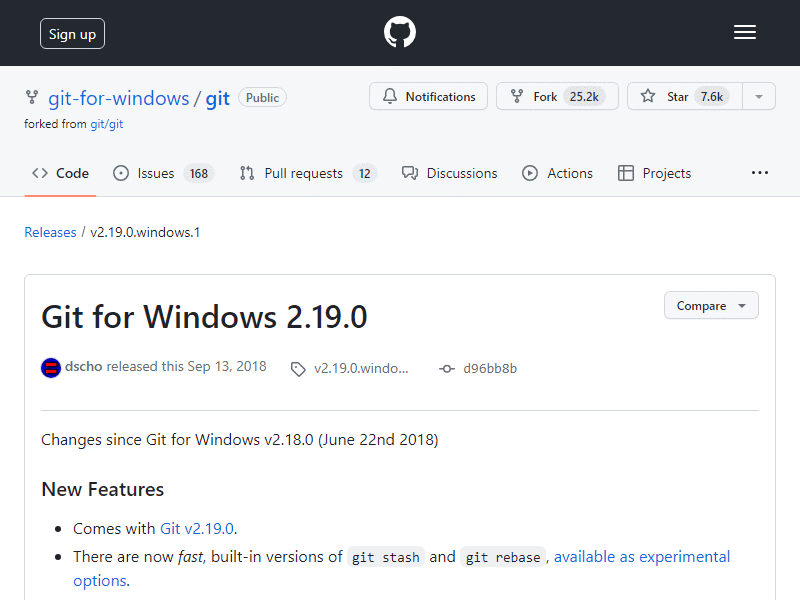 Sign up
git-for-windows / git Public
Notifications Fork 25.2k Star 7.6k
forked from git/git
Code Issues 168 Pull requests 12 Discussions Actions Projects
Releases / v2.19.0.windows.1
Git for Windows 2.19.0
Compare
dscho released this Sep 13, 2018 v2.19.0.windo... d96bb8b
Changes since Git for Windows v2.18.0 (June 22nd 2018)
New Features
Comes with Git v2.19.0.
There are now fast, built-in versions of git stash and git rebase, available as experimental
options.